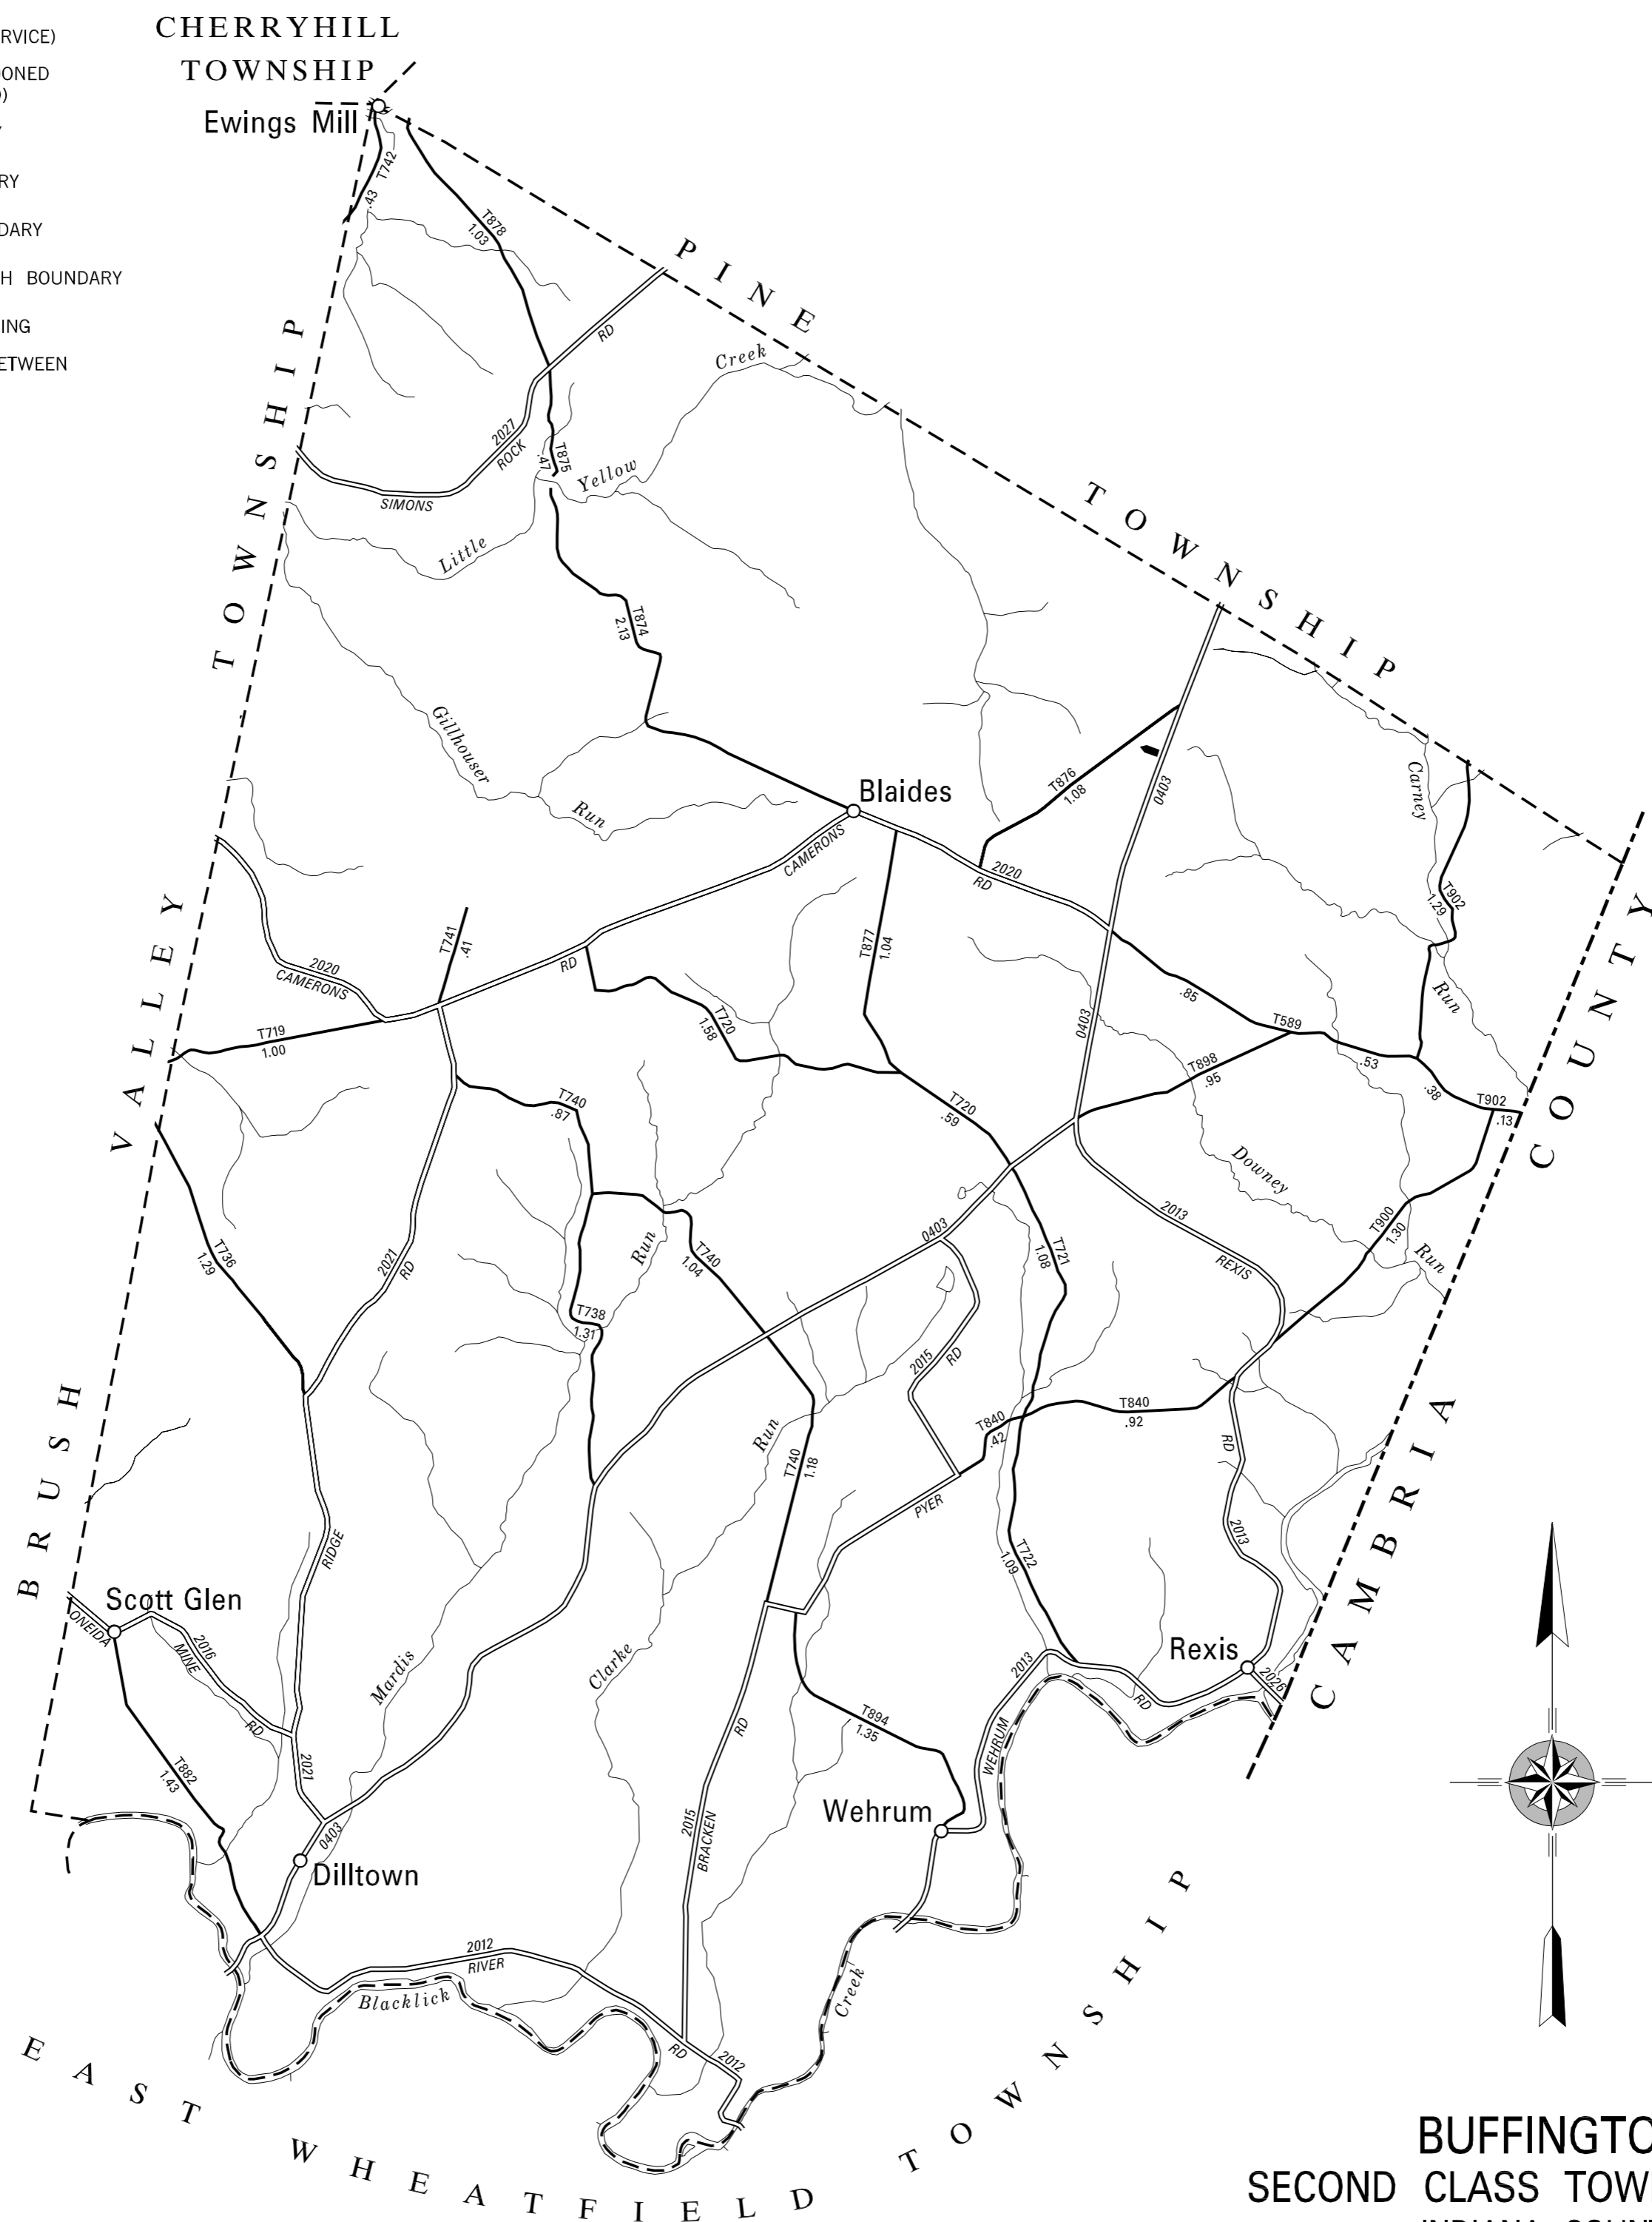 RVICE)
ONED
RY
DARY
H BOUNDARY
ING
ETWEEN
CHERRYHILL
TOWNSHIP
Ewings Mill
T742
.43
T878
1.03
PINE
TOWNSHIP
RD
2027
ROCK
SIMONS
T875
.47
Creek
Yellow
Little
T874
2.13
Gillhouser
Run
Blaides
T876
1.08
0403
Carney
Run
T902
1.29
BRUSH
VALLEY
TOWNSHIP
CAMERONS
2020
RD
2020
CAMERONS
T741
.41
RD
T719
1.00
T877
1.04
T720
1.58
0403
.85
T589
.53
.38
T902
.13
T898
.95
T740
.87
T720
.59
Downey
Run
T736
1.29
2021
RD
Run
T740
1.04
0403
T721
1.08
2013
REXIS
T900
1.30
T738
1.31
2015
RD
T840
.42
T840
.92
RD
Run
T740
1.18
PYER
RIDGE
T722
1.09
2013
Scott Glen
ONEIDA
2016
MINE
RD
Mardis
Clarke
RD
2013
RD
Rexis
2026
T882
1.43
2021
T894
1.35
WEHRUM
Wehrum
0403
Dilltown
2015
BRACKEN
2012
RIVER
Blacklick
Creek
RD
2012
CAMBRIA
COUNTY
EAST WHEATFIELD TOWNSHIP
BUFFINGTO
SECOND CLASS TOW